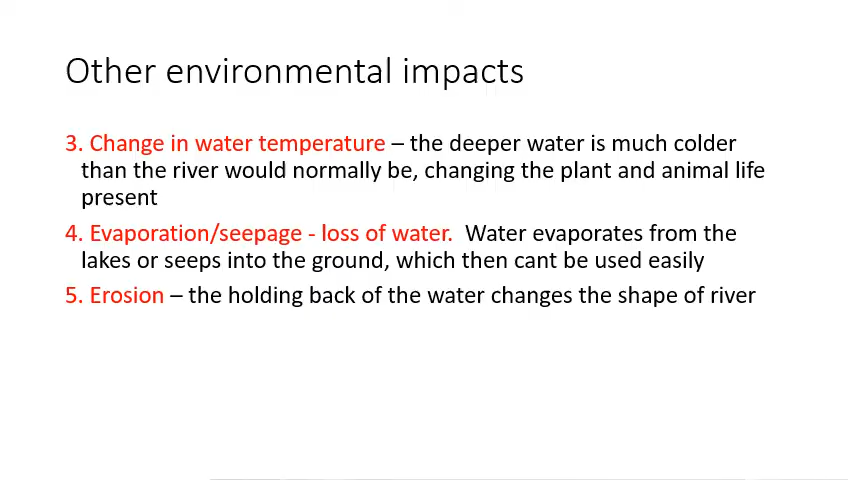 Other environmental impacts
3. Change in water temperature – the deeper water is much colder
than the river would normally be, changing the plant and animal life
present
4. Evaporation/seepage - loss of water.  Water evaporates from the
lakes or seeps into the ground, which then cant be used easily
5. Erosion – the holding back of the water changes the shape of river